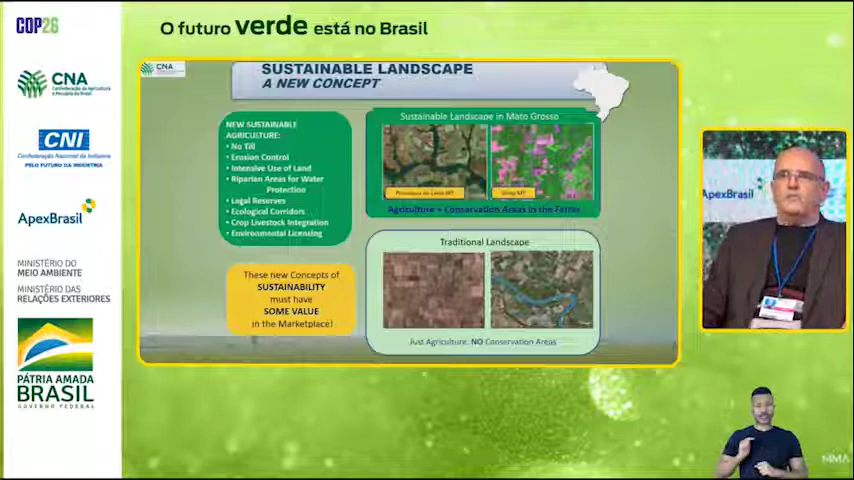 COP26
O futuro verde está no Brasil
CNA
Confederação da Agricultura
e Pecuária do Brasil
CNI
Confederação Nacional da Indústria
PELO FUTURO DA INDÚSTRIA
ApexBrasil
MINISTÉRIO DO
MEIO AMBIENTE
MINISTÉRIO DAS
RELAÇÕES EXTERIORES
PÁTRIA AMADA
BRASIL
GOVERNO FEDERAL
CNA
SUSTAINABLE LANDSCAPE
A NEW CONCEPT
NEW SUSTAINABLE
AGRICULTURE:
• No Till
• Erosion Control
• Intensive Use of Land
• Riparian Areas for Water
Protection
• Legal Reserves
• Ecological Corridors
• Crop Livestock Integration
• Environmental Licensing
These new Concepts of
SUSTAINABILITY
must have
SOME VALUE
in the Marketplace!
Sustainable Landscape in Mato Grosso
Agriculture + Conservation Areas in the Farms
Traditional Landscape
Just Agriculture. NO Conservation Areas
ApexBrasil
MMA